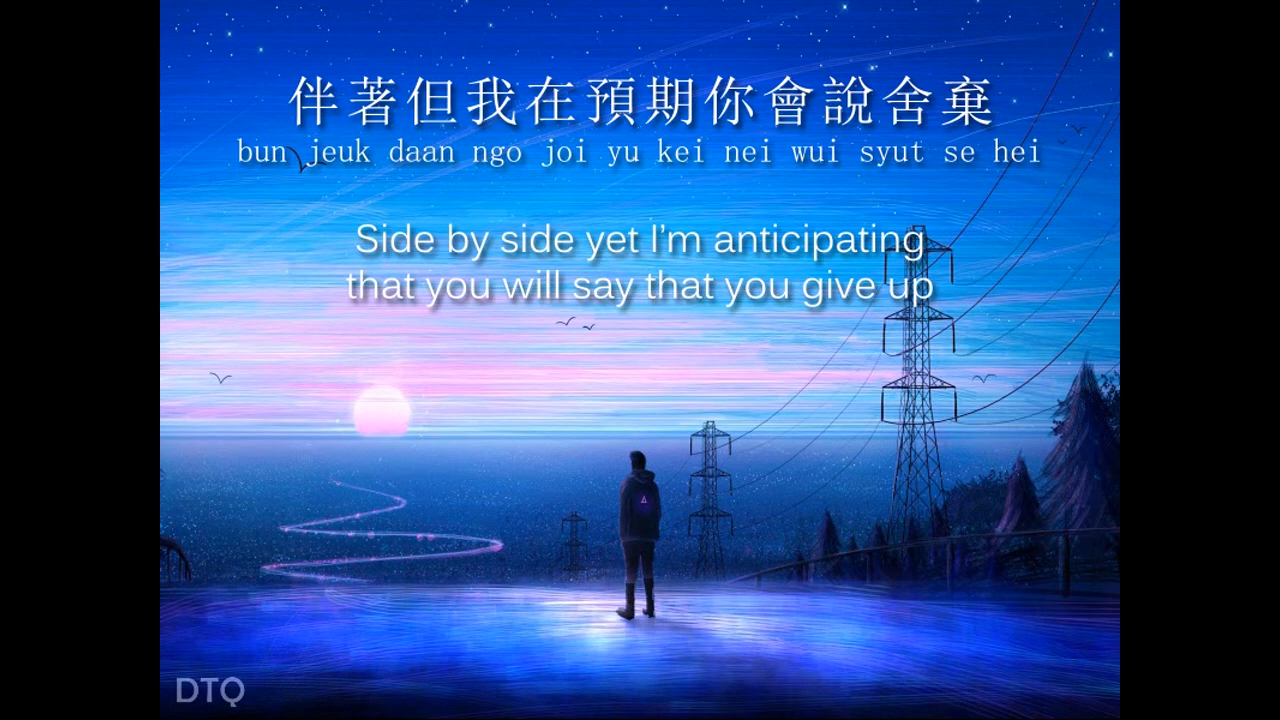 伴著但我在預期你會說舍棄
bun jeuk daan ngo joi yu kei nei wui syut se hei
Side by side yet I'm anticipating
that you will say that you give up
DTQ